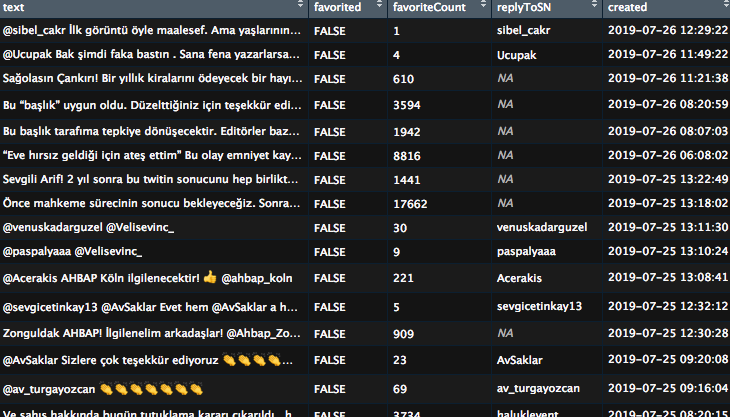 text favorited favoriteCount replyToSN created
@sibel_cakr İlk görüntü öyle maalesef. Ama yaşlarının... FALSE 1 sibel_cakr 2019-07-26 12:29:22
@Ucupak Bak şimdi faka bastın . Sana fena yazarlarsa... FALSE 4 Ucupak 2019-07-26 11:49:22
Sağolasın Çankırı! Bir yıllık kiralarını ödeyecek bir hayı... FALSE 610 NA 2019-07-26 11:21:38
Bu “başlık” uygun oldu. Düzelttiğiniz için teşekkür edi... FALSE 3594 NA 2019-07-26 08:20:59
Bu başlık tarafıma tepkiye dönüşecektir. Editörler baz... FALSE 1942 NA 2019-07-26 08:07:03
“Eve hırsız geldiği için ateş ettim” Bu olay emniyet kay... FALSE 8816 NA 2019-07-26 06:08:02
Sevgili Arif! 2 yıl sonra bu twitin sonucunu hep birlikt... FALSE 1441 NA 2019-07-25 13:22:49
Önce mahkeme sürecinin sonucu bekleyeceğiz. Sonra... FALSE 17662 NA 2019-07-25 13:18:02
@venuskadarguzel @Velisevinc_ FALSE 30 venuskadarguzel 2019-07-25 13:11:30
@paspalyaaa @Velisevinc_ FALSE 9 paspalyaaa 2019-07-25 13:10:24
@Acerakis AHBAP Köln ilgilenecektir! 👍 @ahbap_koln FALSE 221 Acerakis 2019-07-25 13:08:41
@sevgicetinkay13 @AvSaklar Evet hem @AvSaklar a h... FALSE 5 sevgicetinkay13 2019-07-25 12:32:12
Zonguldak AHBAP! İlgilenelim arkadaşlar! @Ahbap_Zo... FALSE 909 NA 2019-07-25 12:30:28
@AvSaklar Sizlere çok teşekkür ediyoruz 👏👏👏👏... FALSE 23 AvSaklar 2019-07-25 09:20:08
@av_turgayozcan 👏👏👏👏👏👏👏 FALSE 69 av_turgayozcan 2019-07-25 09:16:04
Ve şahıs hakkında bugün tutuklama kararı çıkarıldı. h... FALSE 3734 haluklevent 2019-07-25 08:20:15